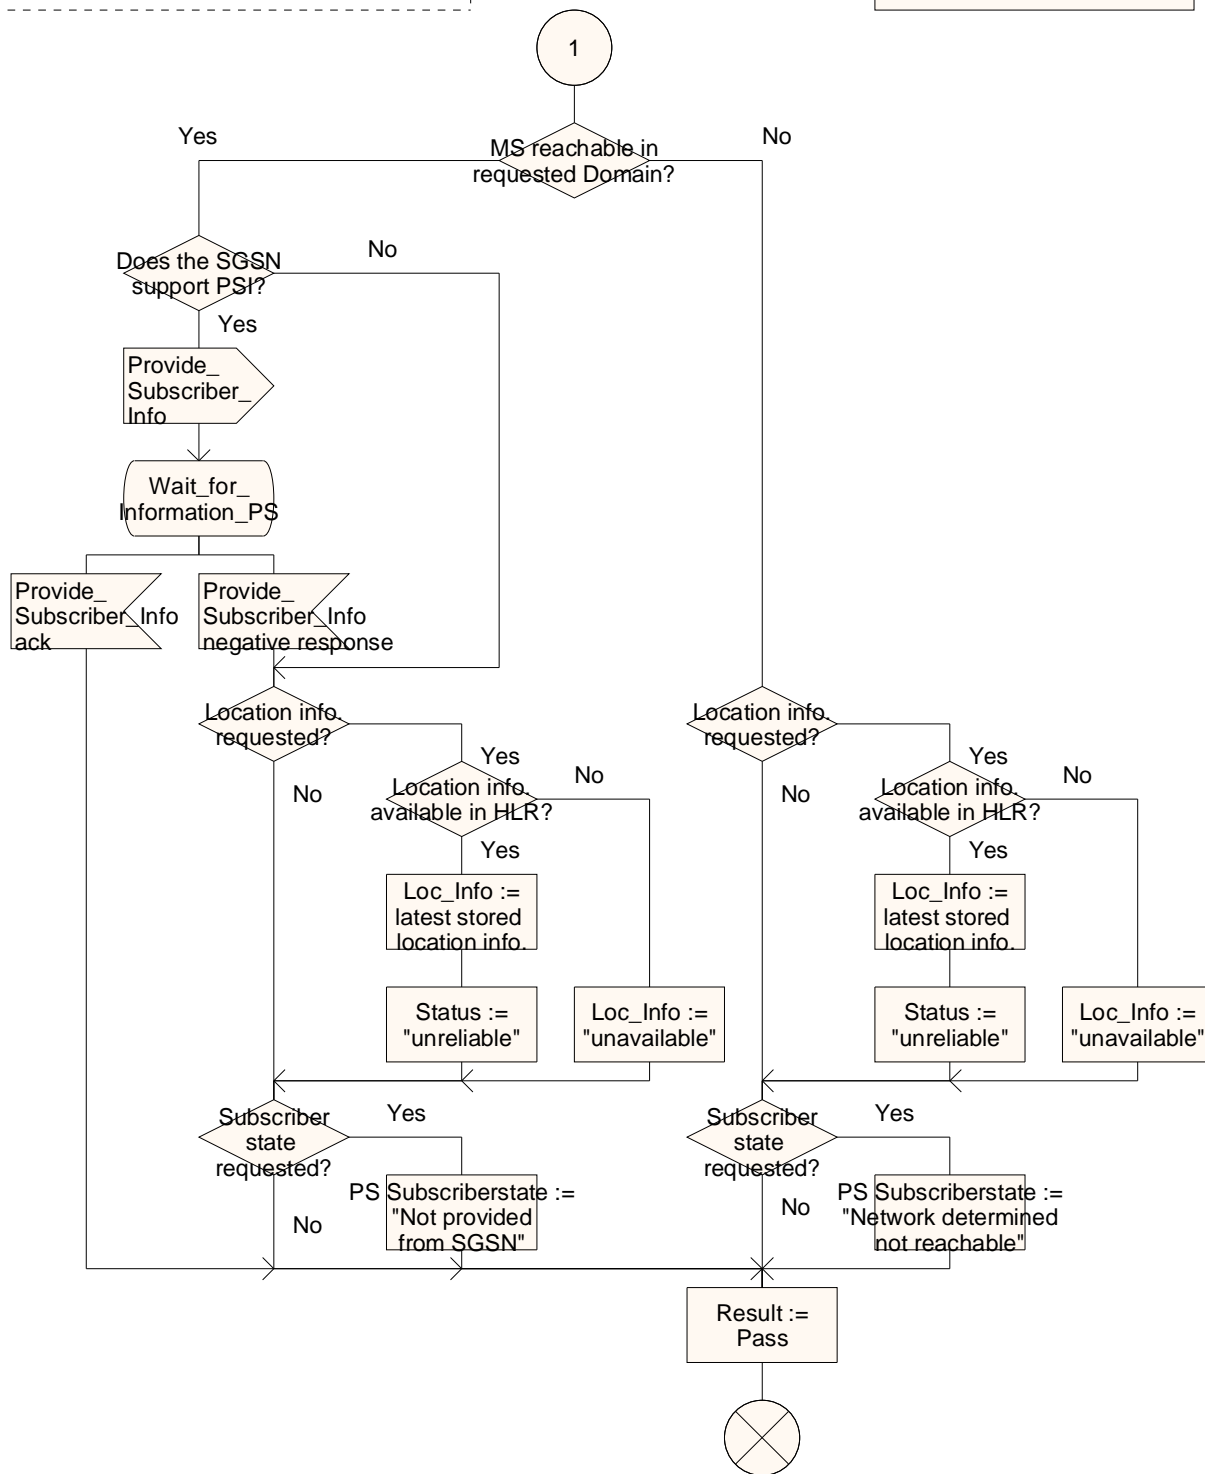 1
Yes
MS reachable in
requested Domain?
No
Does the SGSN
support PSI?
No
Yes
Provide_
Subscriber_
Info
Wait_for_
Information_PS
Provide_
Subscriber_Info
ack
Provide_
Subscriber_Info
negative response
Location info.
requested?
Yes
No
Location info.
available in HLR?
No
Yes
Loc_Info :=
latest stored
location info.
Status :=
"unreliable"
Loc_Info :=
"unavailable"
Location info.
requested?
Yes
No
Location info.
available in HLR?
No
Yes
Loc_Info :=
latest stored
location info.
Status :=
"unreliable"
Loc_Info :=
"unavailable"
Subscriber
state
requested?
Yes
No
PS Subscriberstate :=
"Not provided
from SGSN"
Subscriber
state
requested?
Yes
No
PS Subscriberstate :=
"Network determined
not reachable"
Result :=
Pass